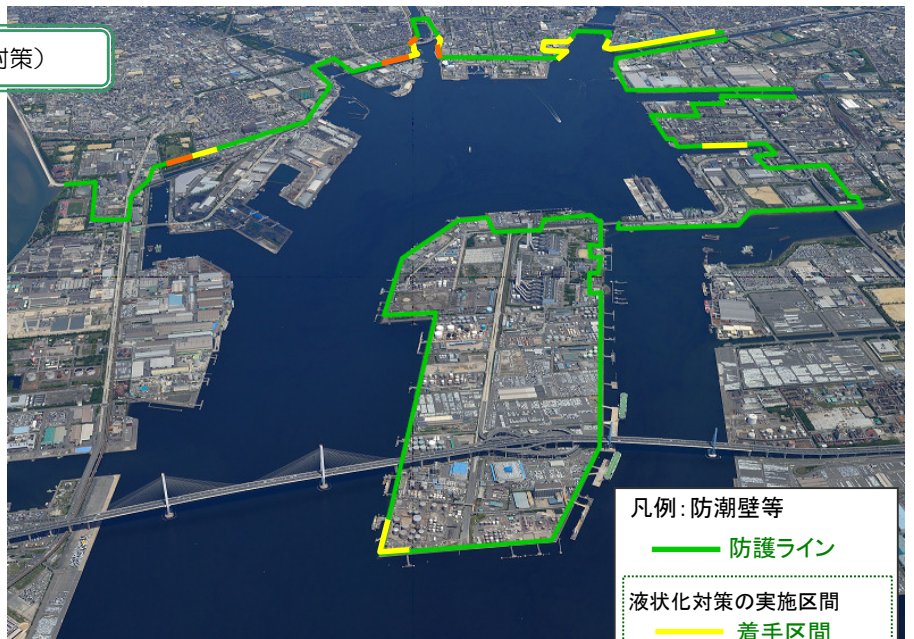 対策）
凡例：防潮壁等
防護ライン
液状化対策の実施区間
着手区間